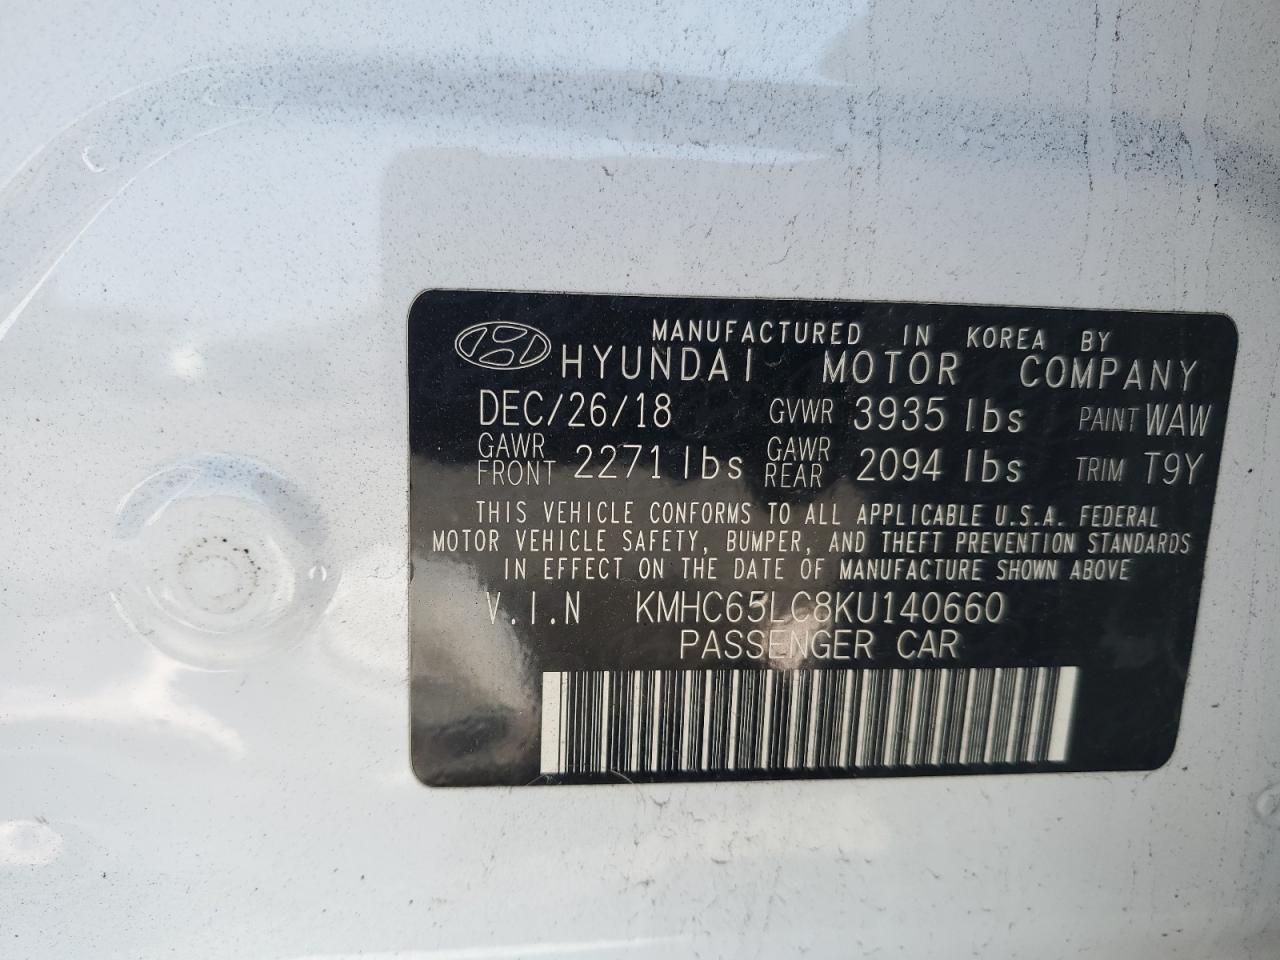 MANUFACTURED IN KOREA BY
HYUNDAI MOTOR COMPANY
DEC/26/18 GVWR 3935 lbs PAINT WAW
GAWR FRONT 2271 lbs GAWR REAR 2094 lbs TRIM T9Y
THIS VEHICLE CONFORMS TO ALL APPLICABLE U.S.A. FEDERAL
MOTOR VEHICLE SAFETY, BUMPER, AND THEFT PREVENTION STANDARDS
IN EFFECT ON THE DATE OF MANUFACTURE SHOWN ABOVE
V.I.N KMHC65LC8KU140660
PASSENGER CAR